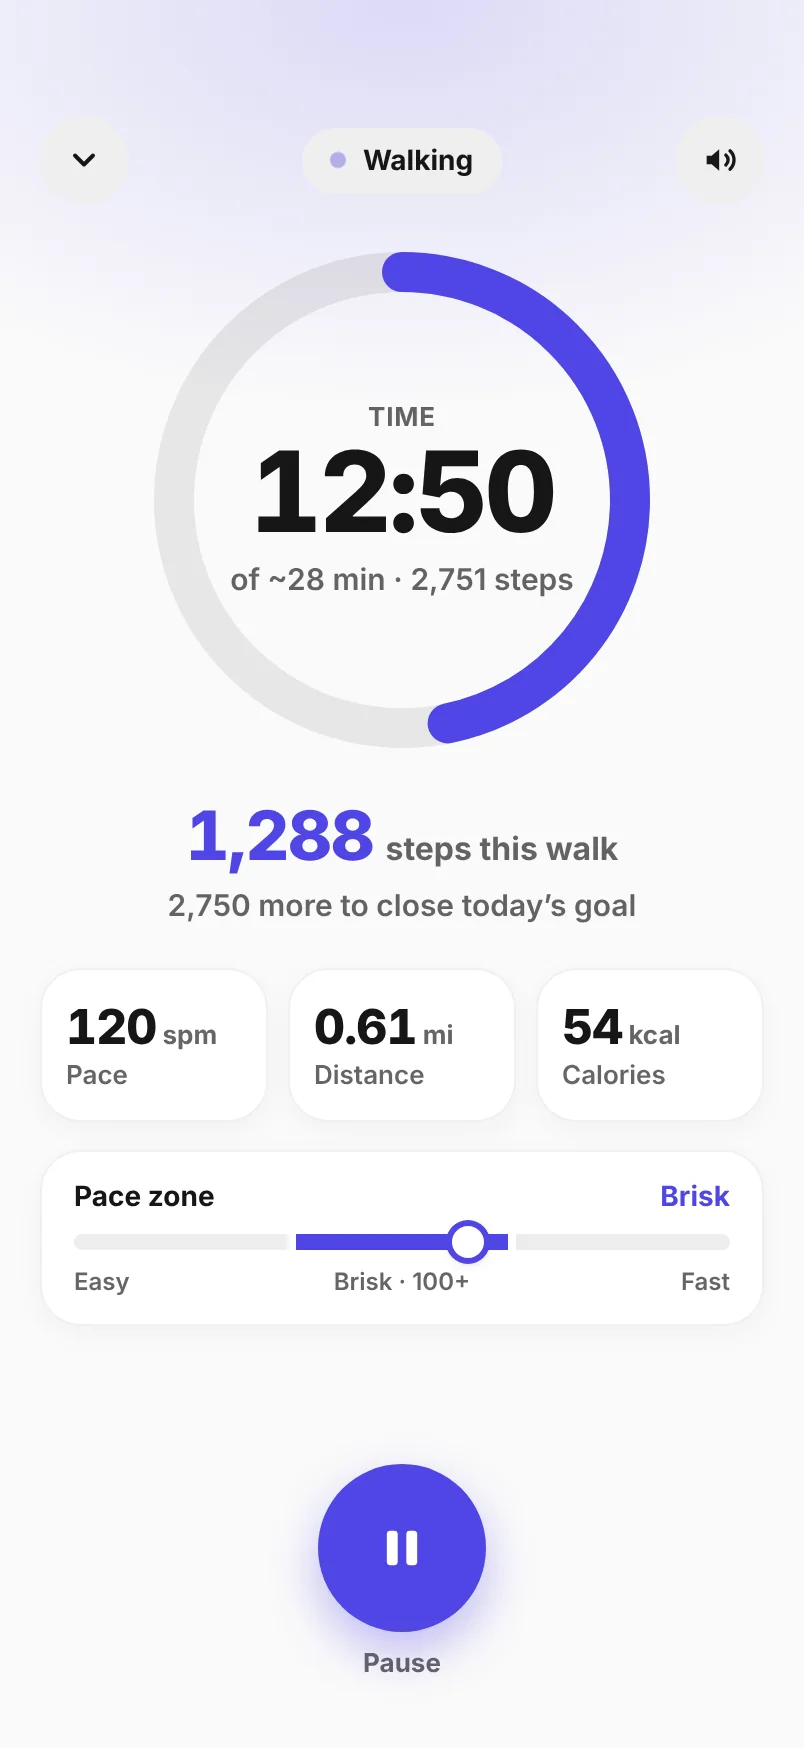 Walking
TIME
12:50
of ~28 min · 2,751 steps
1,288 steps this walk
2,750 more to close today’s goal
120 spm
Pace
0.61 mi
Distance
54 kcal
Calories
Pace zone
Brisk
Easy
Brisk · 100+
Fast
Pause